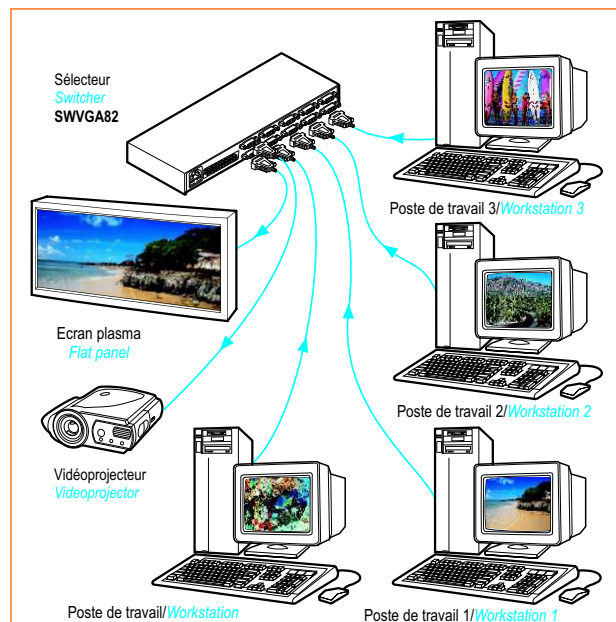 Sélecteur
Switcher
SWVGA82
Poste de travail 3/Workstation 3
Ecran plasma
Flat panel
Poste de travail 2/Workstation 2
Vidéoprojecteur
Videoprojector
Poste de travail/Workstation
Poste de travail 1/Workstation 1